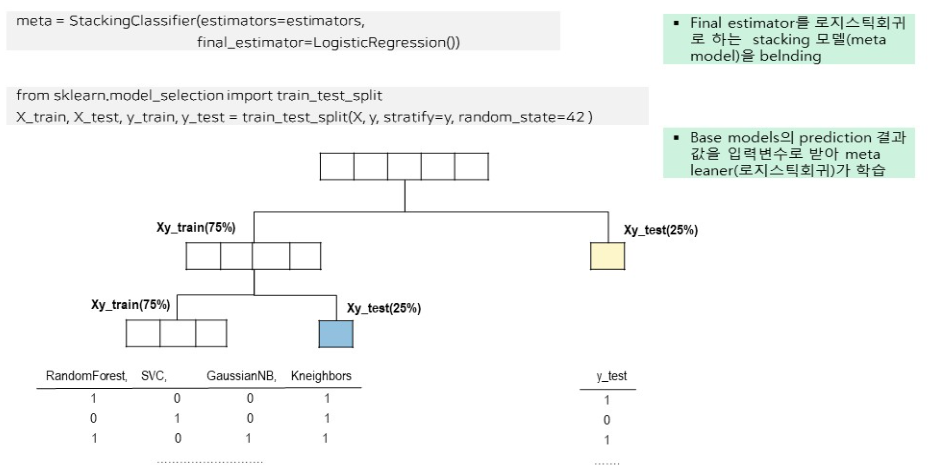 meta = StackingClassifier(estimators=estimators,
final_estimator=LogisticRegression())
▪ Final estimator를 로지스틱회귀
로 하는 stacking 모델(meta
model)을 belnding
from sklearn.model_selection import train_test_split
X_train, X_test, y_train, y_test = train_test_split(X, y, stratify=y, random_state=42 )
▪ Base models의 prediction 결과
값을 입력변수로 받아 meta
leaner(로지스틱회귀)가 학습
Xy_train(75%)
Xy_test(25%)
Xy_train(75%)
Xy_test(25%)
RandomForest, SVC, GaussianNB, Kneighbors
y_test
1 0 0 1
1
0 1 0 1
0
1 0 1 1
1
..........................
.......